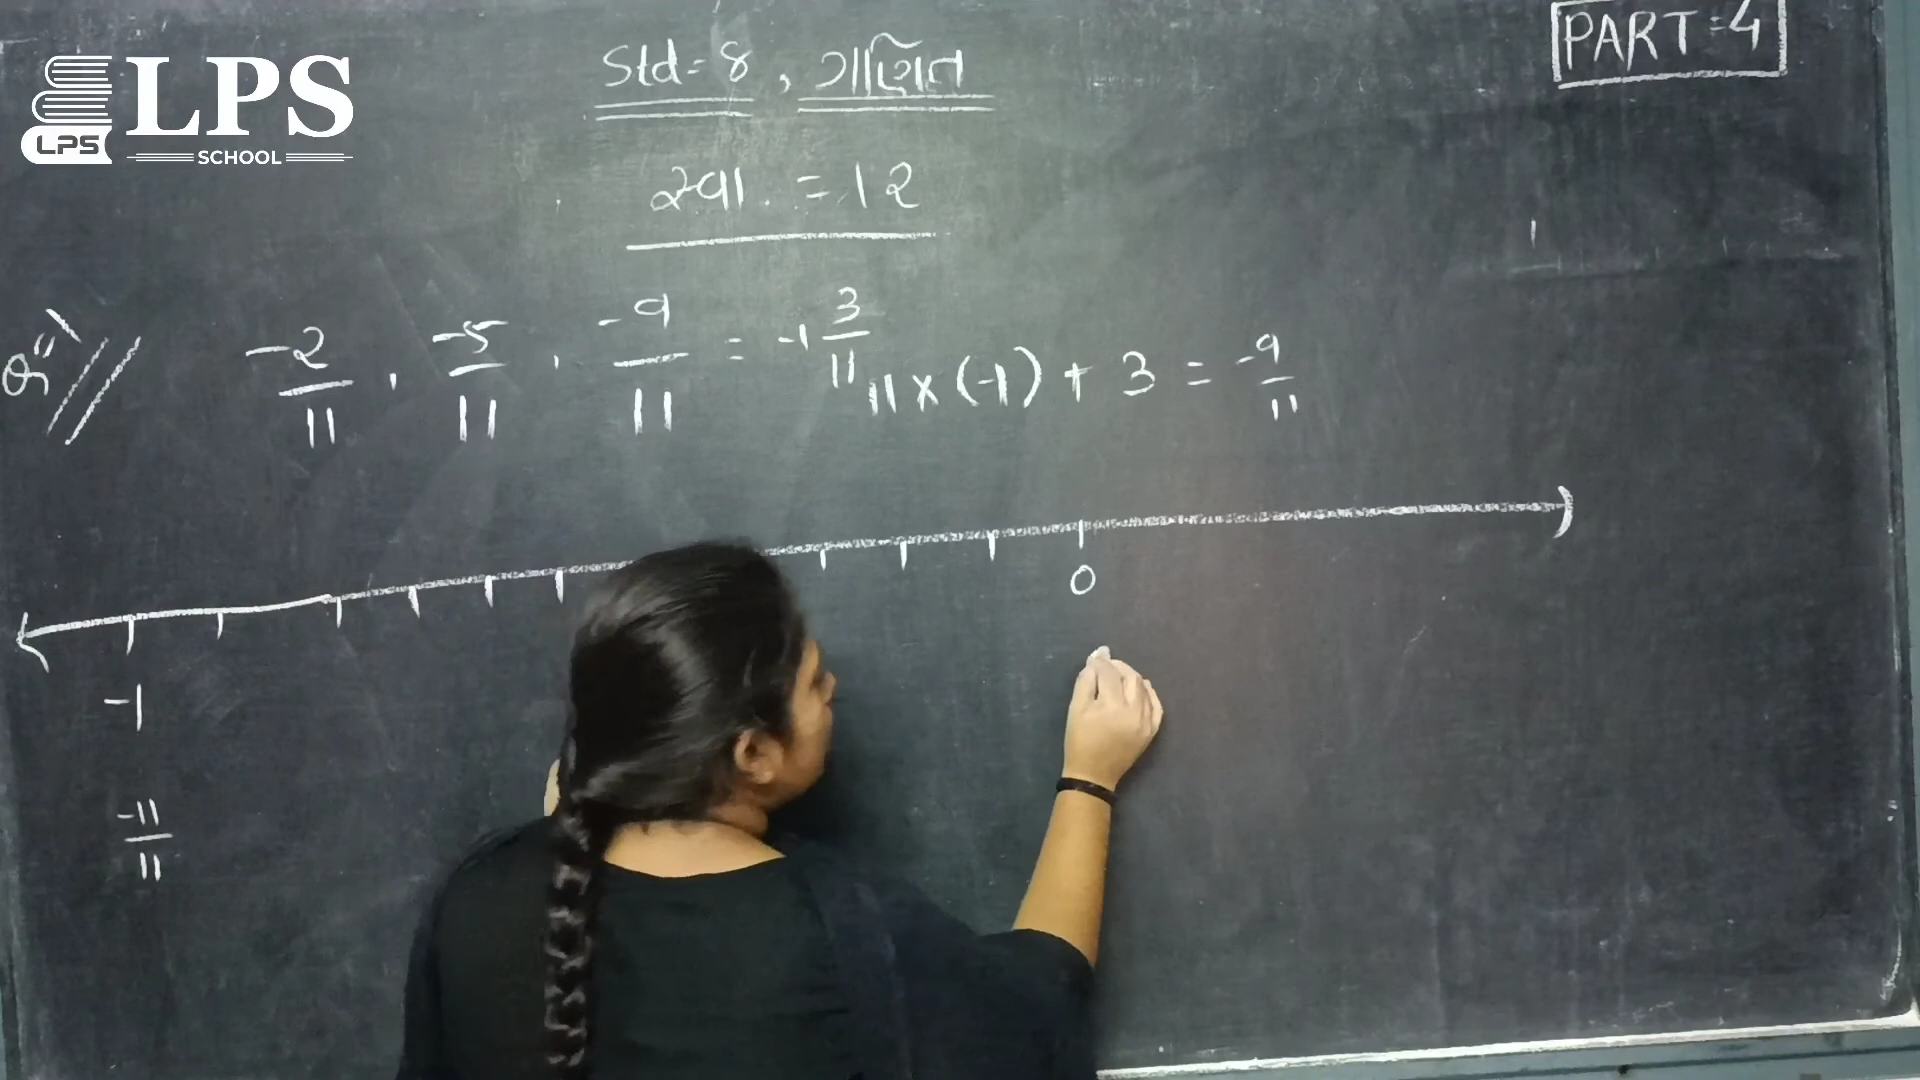 LPS
LPS
SCHOOL
PART=4
Std=8, ગણિત
સ્વા. = 12
-2/11, -5/11, -9/11 = -1 3/11 11×(-1)+3 = -9/11
0
-1
-11/11